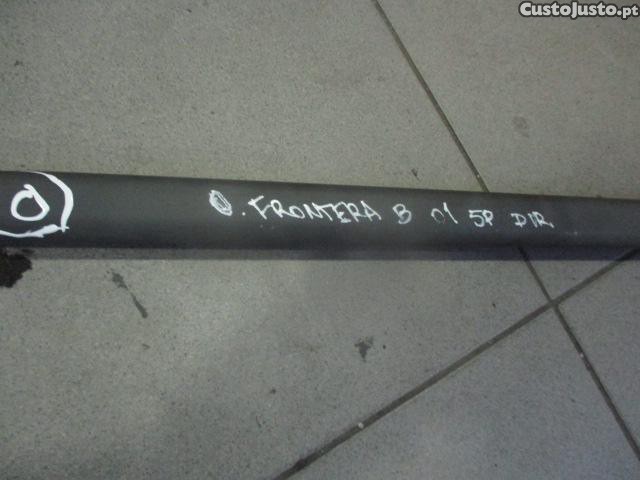 CustoJusto.pt
D
O. FRONTERA B 01 5P DIR